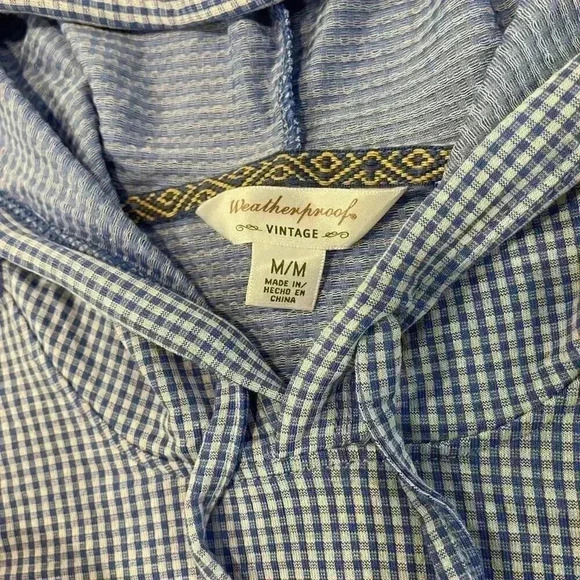 Weatherproof®
VINTAGE
M/M
MADE IN/
HECHO EN
CHINA